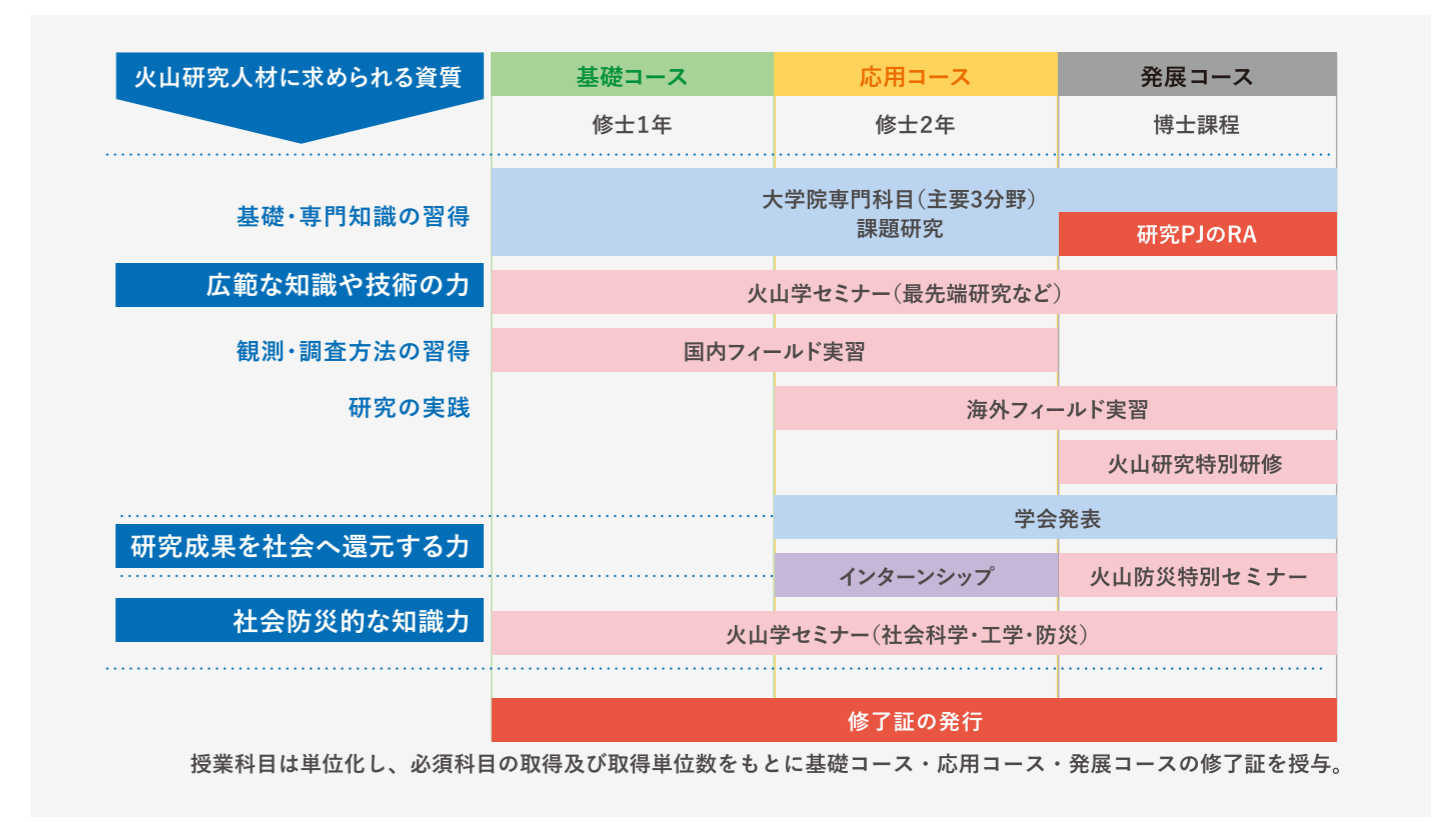 火山研究人材に求められる資質
基礎コース
応用コース
発展コース
修士1年
修士2年
博士課程
基礎・専門知識の習得
大学院専門科目（主要3分野）
課題研究
研究PJのRA
広範な知識や技術の力
火山学セミナー（最先端研究など）
観測・調査方法の習得
国内フィールド実習
研究の実践
海外フィールド実習
火山研究特別研修
学会発表
研究成果を社会へ還元する力
インターンシップ
火山防災特別セミナー
社会防災的な知識力
火山学セミナー（社会科学・工学・防災）
修了証の発行
授業科目は単位化し、必須科目の取得及び取得単位数をもとに基礎コース・応用コース・発展コースの修了証を授与。